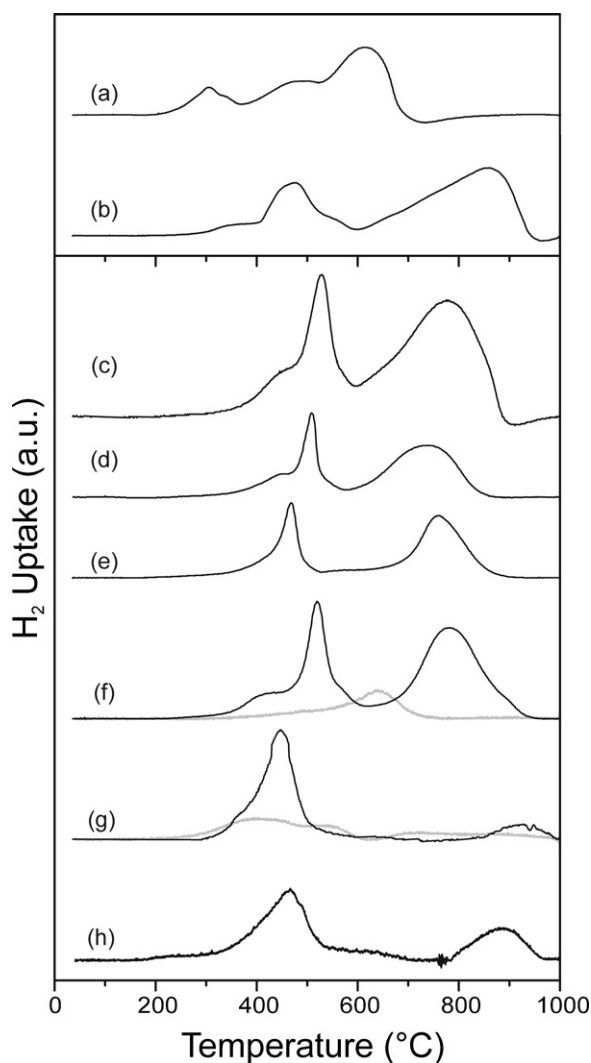 (a)
(b)
(c)
(d)
(e)
(f)
(g)
(h)
H₂ Uptake (a.u.)
0 200 400 600 800 1000
Temperature (°C)